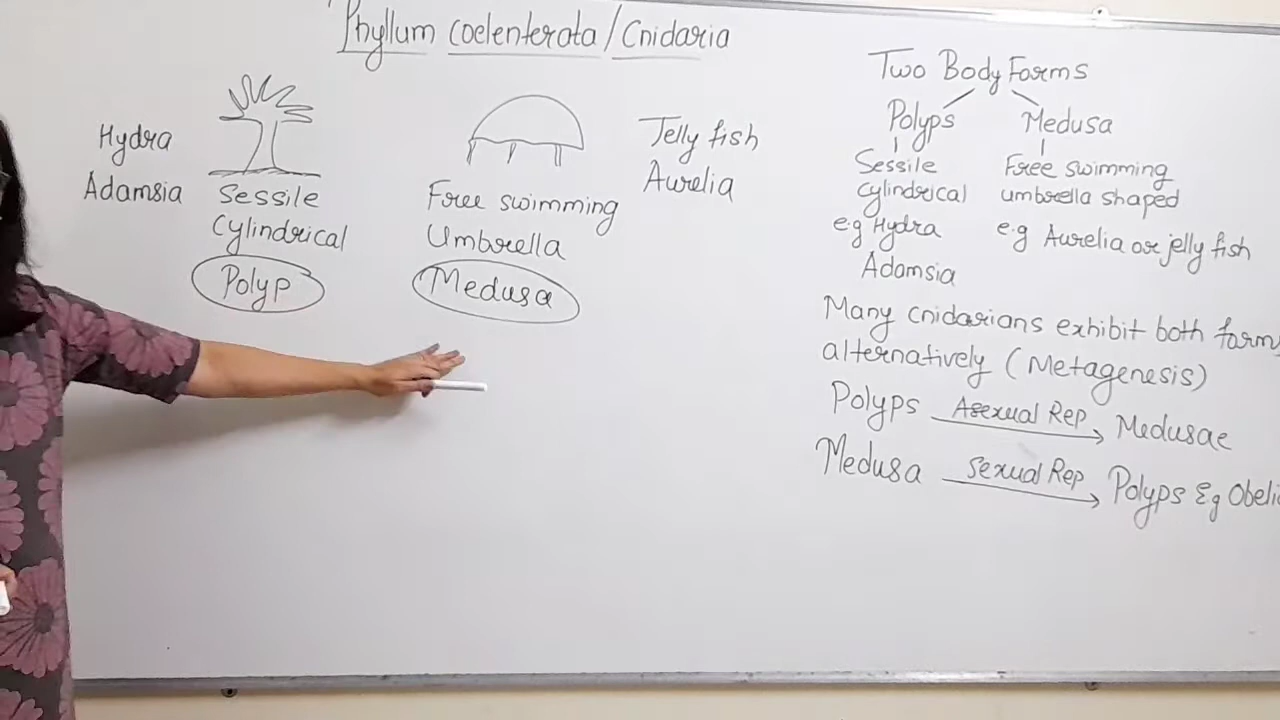 Phyllum Coelenterata/Cnidaria
Hydra
Adamsia
Sessile
Cylindrical
Polyp
Free swimming
Umbrella
Medusa
Jelly fish
Aurelia
Two Body Forms
Polyps Medusa
Sessile
Cylindrical
e.g Hydra
Adamsia
Free swimming
umbrella shaped
e.g Aurelia or jelly fish
Many cnidarians exhibit both forms
alternatively (Metagenesis)
Polyps Asexual Rep Medusae
Medusa Sexual Rep Polyps Eg